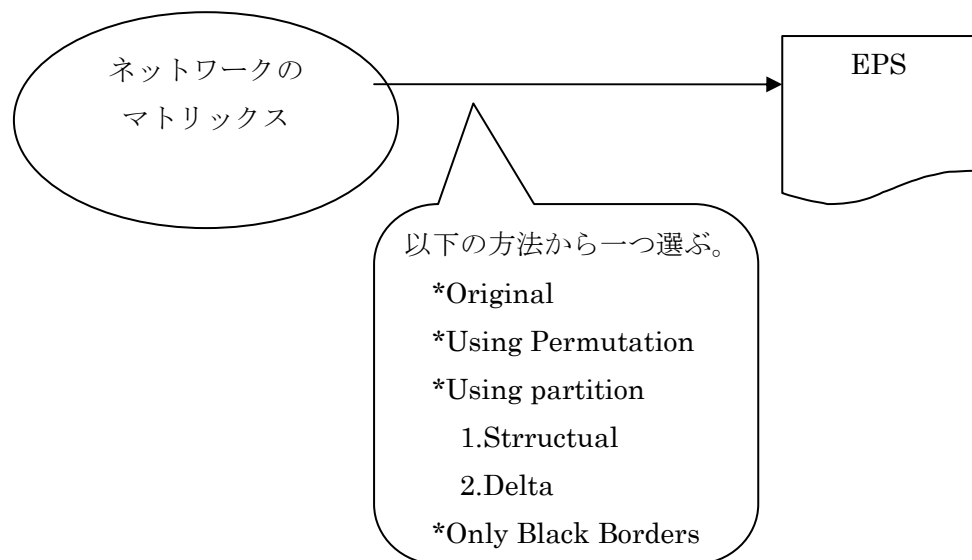 ネットワークの
マトリックス
EPS
以下の方法から一つ選ぶ。
*Original
*Using Permutation
*Using partition
1.Strructual
2.Delta
*Only Black Borders